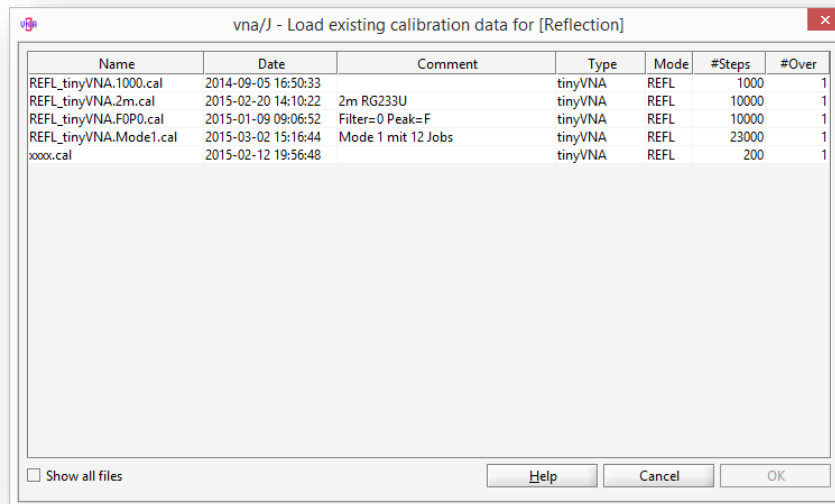 vna/J - Load existing calibration data for [Reflection]
Name Date Comment Type Mode #Steps #Over
REFL_tinyVNA.1000.cal 2014-09-05 16:50:33 tinyVNA REFL 1000 1
REFL_tinyVNA.2m.cal 2015-02-20 14:10:22 2m RG233U tinyVNA REFL 10000 1
REFL_tinyVNA.F0P0.cal 2015-01-09 09:06:52 Filter=0 Peak=F tinyVNA REFL 10000 1
REFL_tinyVNA.Mode1.cal 2015-03-02 15:16:44 Mode 1 mit 12 Jobs tinyVNA REFL 23000 1
xxxx.cal 2015-02-12 19:56:48 tinyVNA REFL 200 1
Show all files Help Cancel OK